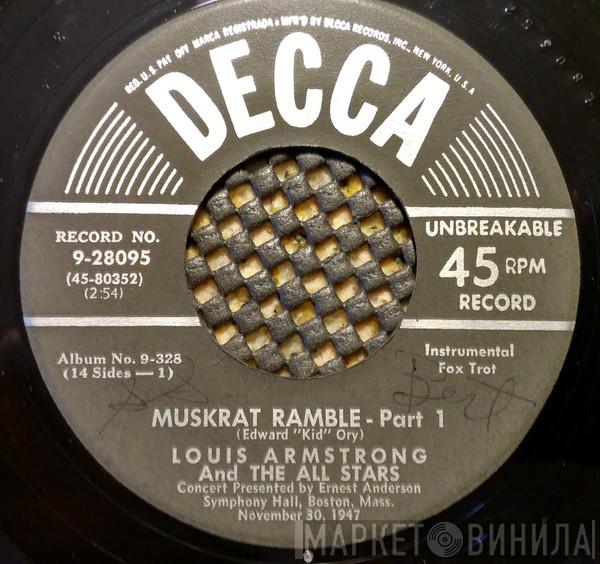 REG. U.S. PAT. OFF. MARCA REGISTRADA • MFR'D BY DECCA RECORDS, INC., NEW YORK, U.S.A.
DECCA
RECORD NO.
9-28095
(45-80352)
(2:54)
UNBREAKABLE
45 RPM
RECORD
Album No. 9-328
(14 Sides — 1)
Instrumental
Fox Trot
MUSKRAT RAMBLE - Part 1
(Edward "Kid" Ory)
LOUIS ARMSTRONG
And THE ALL STARS
Concert Presented by Ernest Anderson
Symphony Hall, Boston, Mass.
November 30, 1947
МАРКЕТ ВИНИЛА